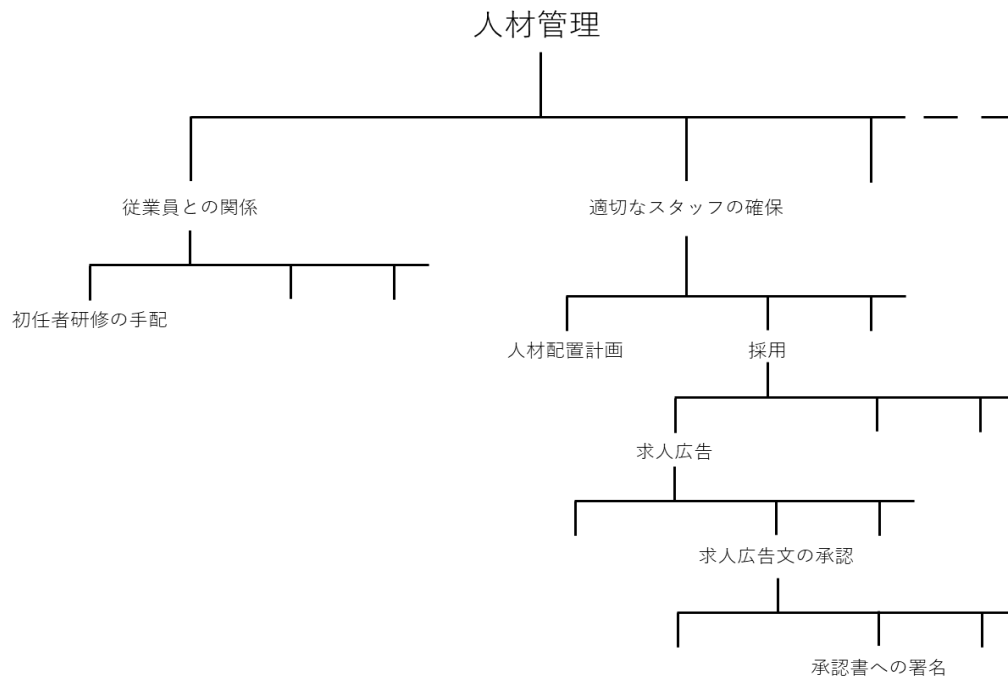 人材管理
従業員との関係
適切なスタッフの確保
初任者研修の手配
人材配置計画
採用
求人広告
求人広告文の承認
承認書への署名